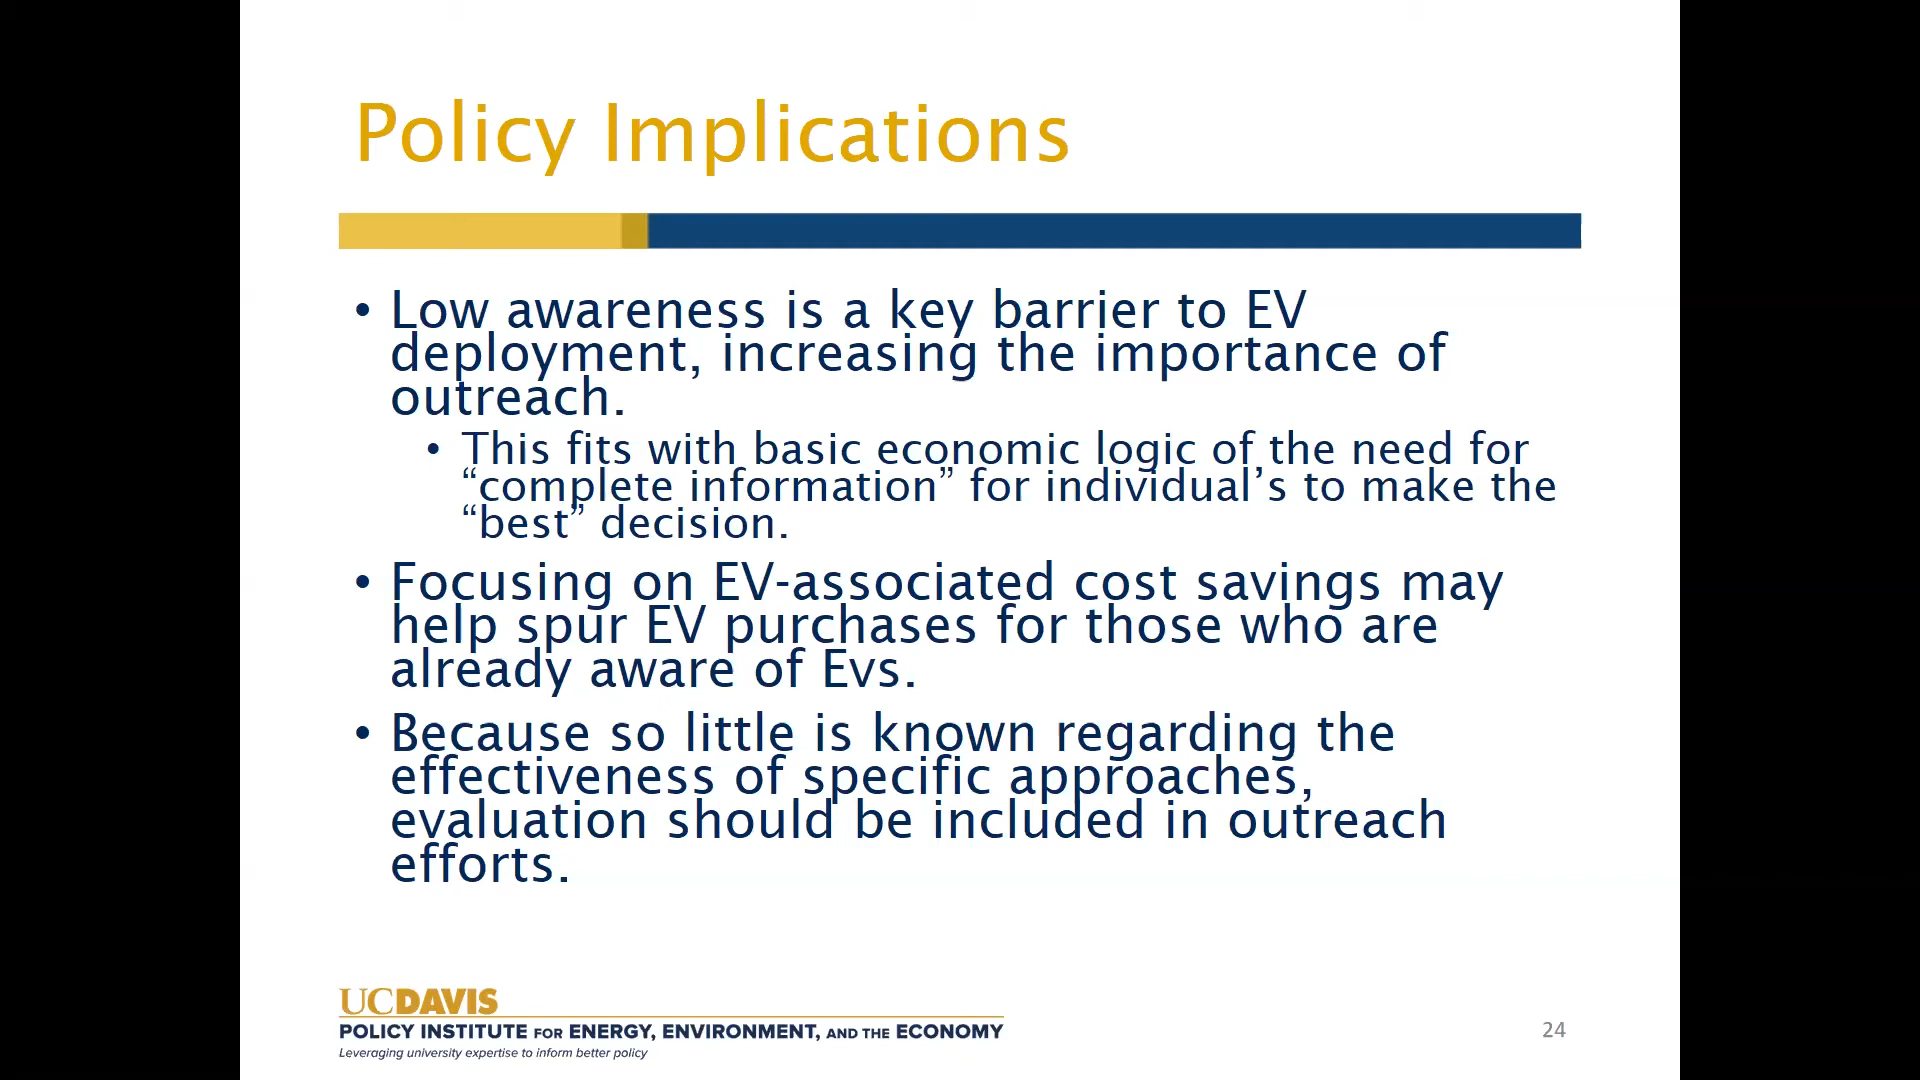 Policy Implications
• Low awareness is a key barrier to EV
deployment, increasing the importance of
outreach.
• This fits with basic economic logic of the need for
“complete information” for individual’s to make the
“best” decision.
• Focusing on EV-associated cost savings may
help spur EV purchases for those who are
already aware of Evs.
• Because so little is known regarding the
effectiveness of specific approaches,
evaluation should be included in outreach
efforts.
UCDAVIS
POLICY INSTITUTE FOR ENERGY, ENVIRONMENT, AND THE ECONOMY
Leveraging university expertise to inform better policy
24